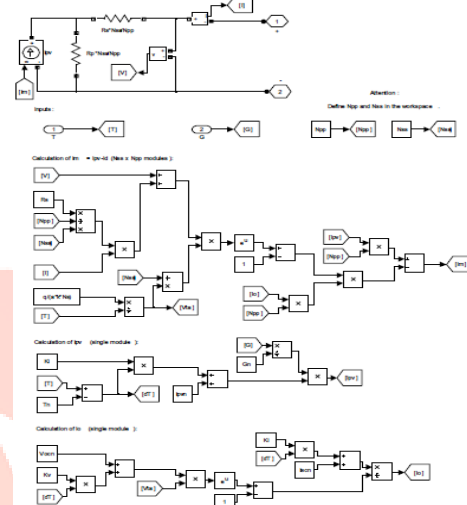 [I]
Rs*Nss/Npp
1
+
Ipv
Rp*Nss/Npp
[V]
[Im]
-
2
Attention :
Define Npp and Nss in the workspace .
Inputs :
1
T
[T]
2
G
[G]
Npp
[Npp]
Nss
[Nss]
Calculation of Im = Ipv-Id (Nss x Npp modules ):
[V]
Rs
[Npp]
[Nss]
[I]
[Nss]
[T]
[Vta]
e^u
1
[Ipv]
[Npp]
[Io]
[Npp]
[Im]
Calculation of Ipv (single module ):
KI
[T]
Tn
[dT]
Ipvn
[G]
Gn
[Ipv]
Calculation of Io (single module ):
Vocn
Kv
[dT]
[Vta]
e^u
1
KI
[dT]
Iscn
[Io]